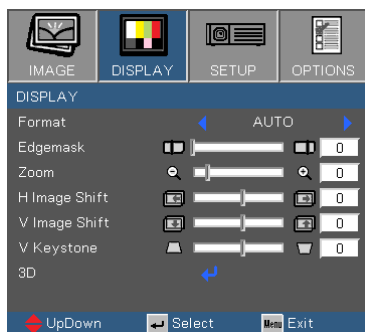 IMAGE DISPLAY SETUP OPTIONS
DISPLAY
Format AUTO
Edgemask 0
Zoom 0
H Image Shift 0
V Image Shift 0
V Keystone 0
3D
UpDown Select Menu Exit